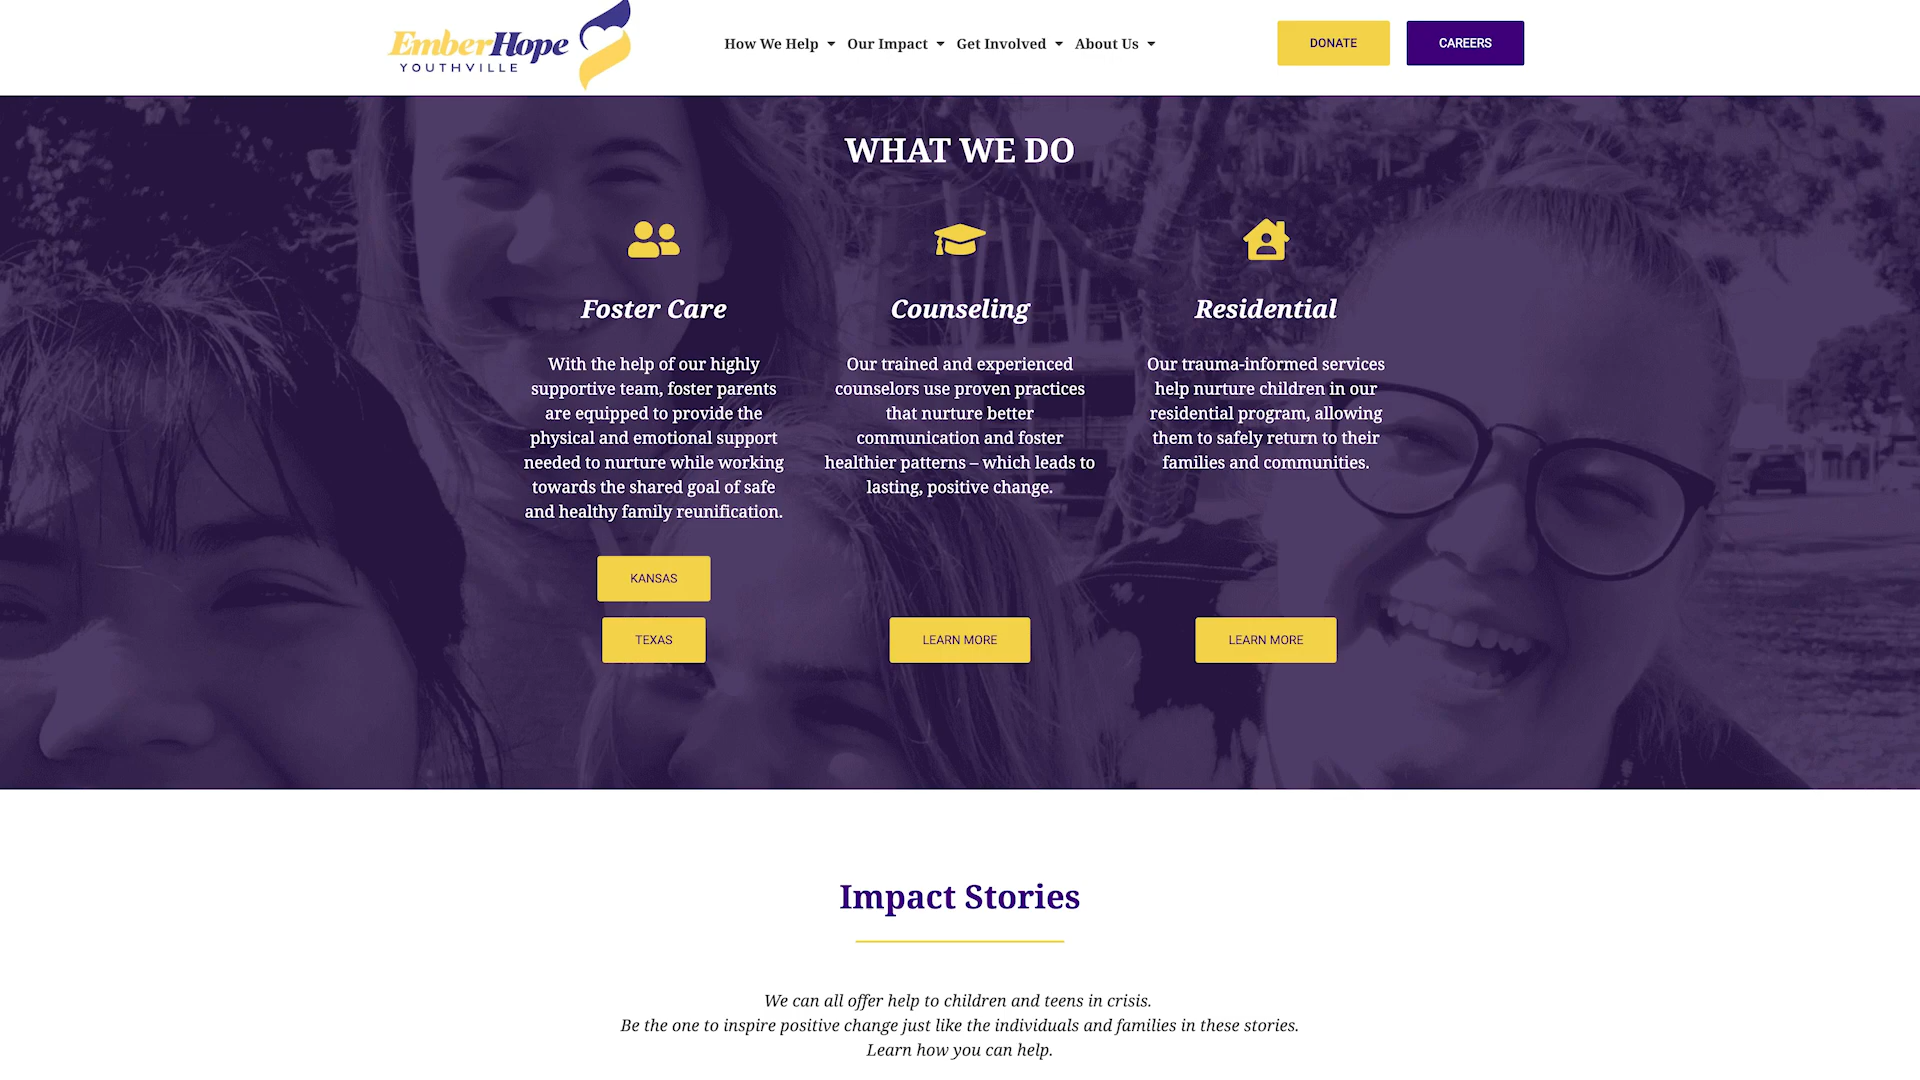 EmberHope
YOUTHVILLE
How We Help
Our Impact
Get Involved
About Us
DONATE
CAREERS
WHAT WE DO
Foster Care
With the help of our highly
supportive team, foster parents
are equipped to provide the
physical and emotional support
needed to nurture while working
towards the shared goal of safe
and healthy family reunification.
KANSAS
TEXAS
Counseling
Our trained and experienced
counselors use proven practices
that nurture better
communication and foster
healthier patterns – which leads to
lasting, positive change.
LEARN MORE
Residential
Our trauma-informed services
help nurture children in our
residential program, allowing
them to safely return to their
families and communities.
LEARN MORE
Impact Stories
We can all offer help to children and teens in crisis.
Be the one to inspire positive change just like the individuals and families in these stories.
Learn how you can help.